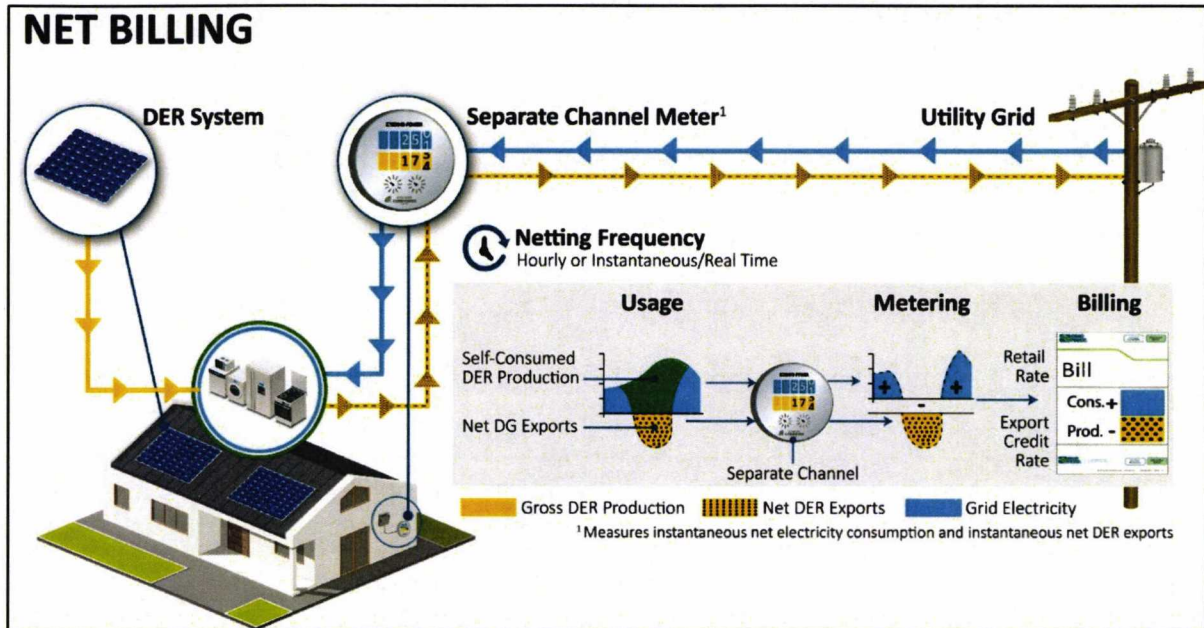 NET BILLING
DER System
Separate Channel Meter¹
Utility Grid
Netting Frequency
Hourly or Instantaneous/Real Time
Usage
Metering
Billing
Self-Consumed
DER Production
Net DG Exports
Separate Channel
Retail
Rate
Bill
Cons.+
Prod. -
Export
Credit
Rate
Gross DER Production
Net DER Exports
Grid Electricity
¹ Measures instantaneous net electricity consumption and instantaneous net DER exports